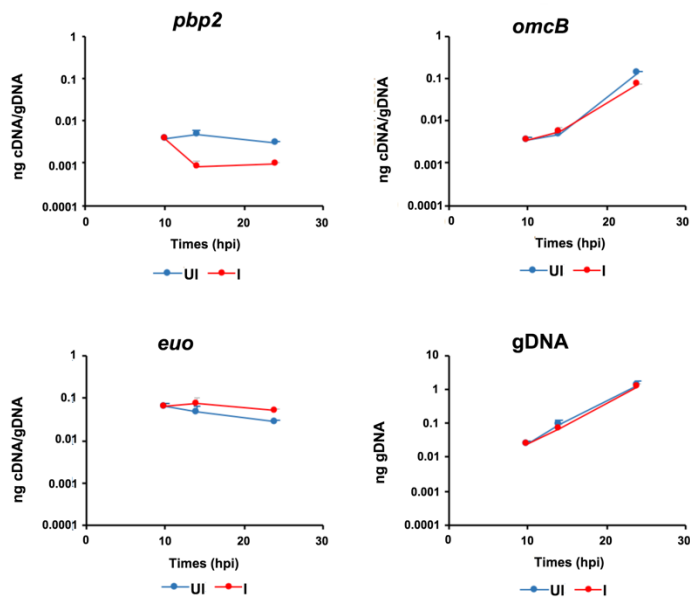 pbp2
1
0.1
0.01
0.001
0.0001
ng cDNA/gDNA
0 10 20 30
Times (hpi)
UI I
omcB
1
0.1
0.01
0.001
0.0001
ng cDNA/gDNA
0 10 20 30
Times (hpi)
UI I
euo
1
0.1
0.01
0.001
0.0001
ng cDNA/gDNA
0 10 20 30
Times (hpi)
UI I
gDNA
10
1
0.1
0.01
0.001
0.0001
ng gDNA
0 10 20 30
Times (hpi)
UI I